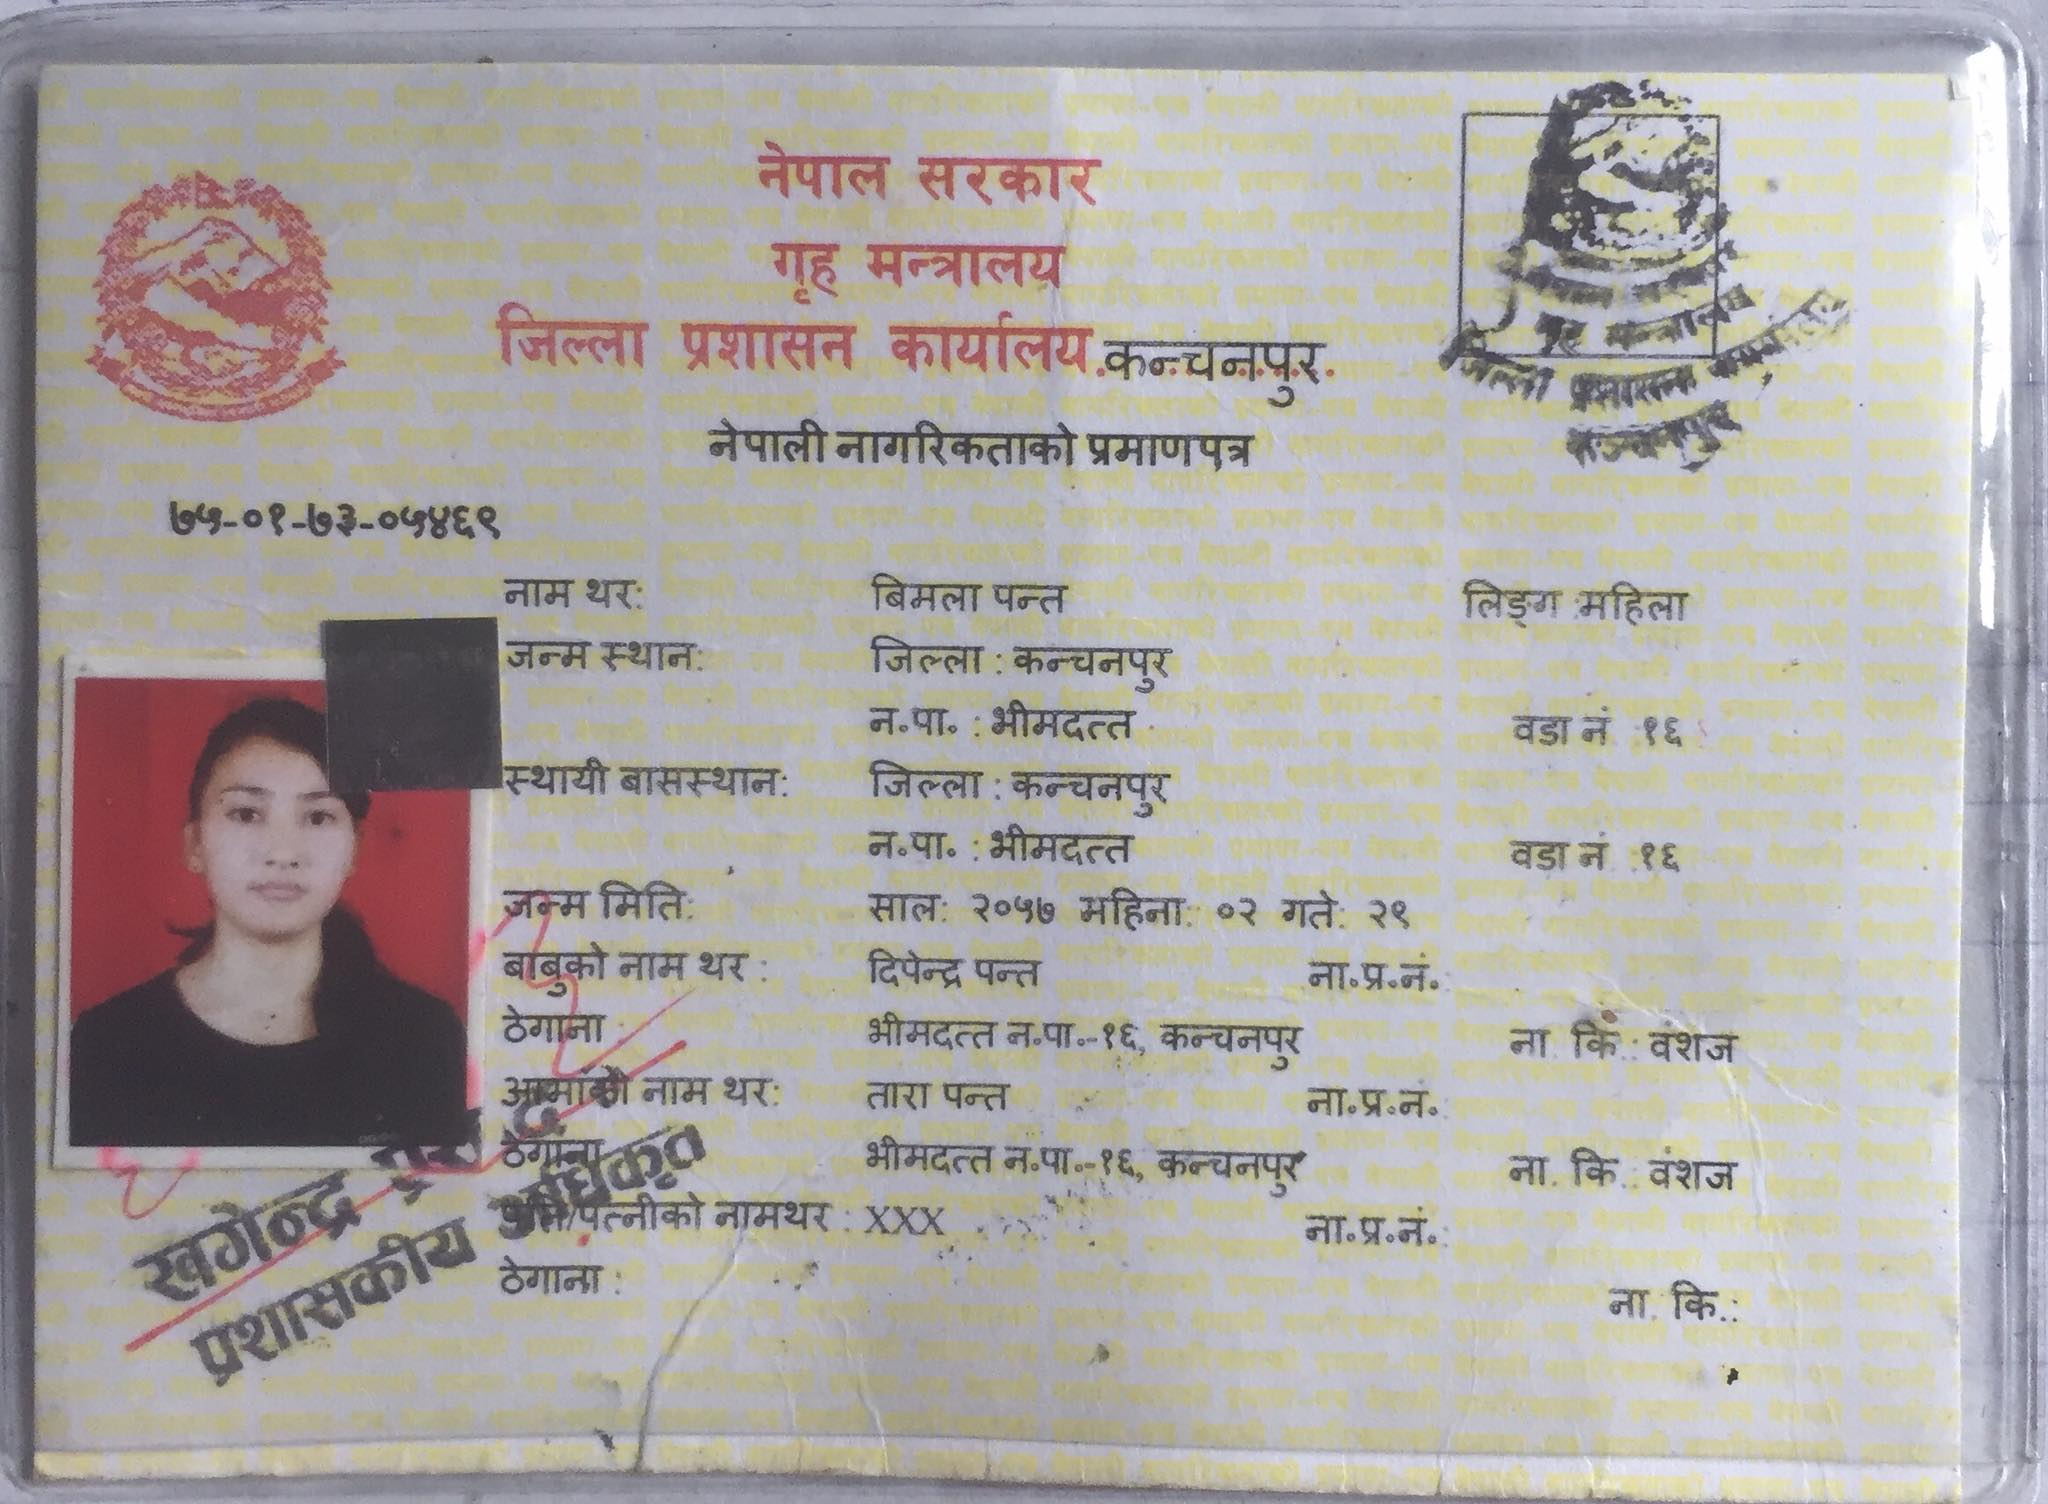 नेपाल सरकार
गृह मन्त्रालय
जिल्ला प्रशासन कार्यालय कन्चनपुर
नेपाल सरकार
गृह मन्त्रालय
जिल्ला प्रशासन कार्यालय
कञ्चनपुर
नेपाली नागरिकताको प्रमाणपत्र
७५-०१-७३-०५४६९
नाम थर: बिमला पन्त लिङ्ग :महिला
जन्म स्थान: जिल्ला : कन्चनपुर
न.पा. : भीमदत्त वडा नं :१६
स्थायी बासस्थान: जिल्ला : कन्चनपुर
न.पा. : भीमदत्त वडा नं :१६
जन्म मिति: साल: २०५७ महिना: ०२ गते: २९
बाबुको नाम थर : दिपेन्द्र पन्त ना.प्र.नं.:
ठेगाना : भीमदत्त न.पा.-१६, कन्चनपुर ना. कि.: वंशज
आमाको नाम थर: तारा पन्त ना.प्र.नं.:
ठेगाना भीमदत्त न.पा.-१६, कन्चनपुर ना. कि.: वंशज
पति/पत्नीको नामथर : XXX ना.प्र.नं.:
ठेगाना : ना. कि.:
खगेन्द्र
प्रशासकीय अधिकृत